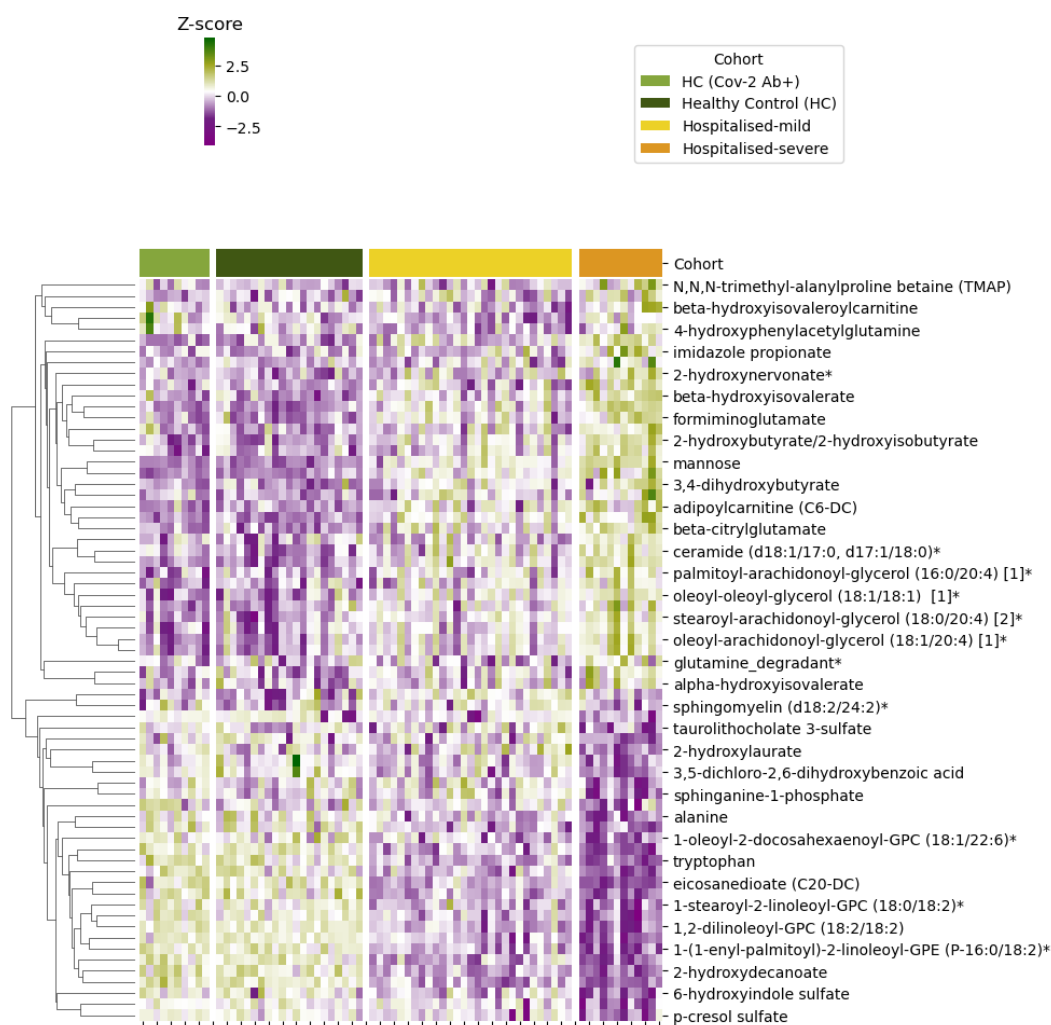 Z-score
2.5
0.0
−2.5
Cohort
HC (Cov-2 Ab+)
Healthy Control (HC)
Hospitalised-mild
Hospitalised-severe
Cohort
N,N,N-trimethyl-alanylproline betaine (TMAP)
beta-hydroxyisovaleroylcarnitine
4-hydroxyphenylacetylglutamine
imidazole propionate
2-hydroxynervonate*
beta-hydroxyisovalerate
formiminoglutamate
2-hydroxybutyrate/2-hydroxyisobutyrate
mannose
3,4-dihydroxybutyrate
adipoylcarnitine (C6-DC)
beta-citrylglutamate
ceramide (d18:1/17:0, d17:1/18:0)*
palmitoyl-arachidonoyl-glycerol (16:0/20:4) [1]*
oleoyl-oleoyl-glycerol (18:1/18:1)  [1]*
stearoyl-arachidonoyl-glycerol (18:0/20:4) [2]*
oleoyl-arachidonoyl-glycerol (18:1/20:4) [1]*
glutamine_degradant*
alpha-hydroxyisovalerate
sphingomyelin (d18:2/24:2)*
taurolithocholate 3-sulfate
2-hydroxylaurate
3,5-dichloro-2,6-dihydroxybenzoic acid
sphinganine-1-phosphate
alanine
1-oleoyl-2-docosahexaenoyl-GPC (18:1/22:6)*
tryptophan
eicosanedioate (C20-DC)
1-stearoyl-2-linoleoyl-GPC (18:0/18:2)*
1,2-dilinoleoyl-GPC (18:2/18:2)
1-(1-enyl-palmitoyl)-2-linoleoyl-GPE (P-16:0/18:2)*
2-hydroxydecanoate
6-hydroxyindole sulfate
p-cresol sulfate